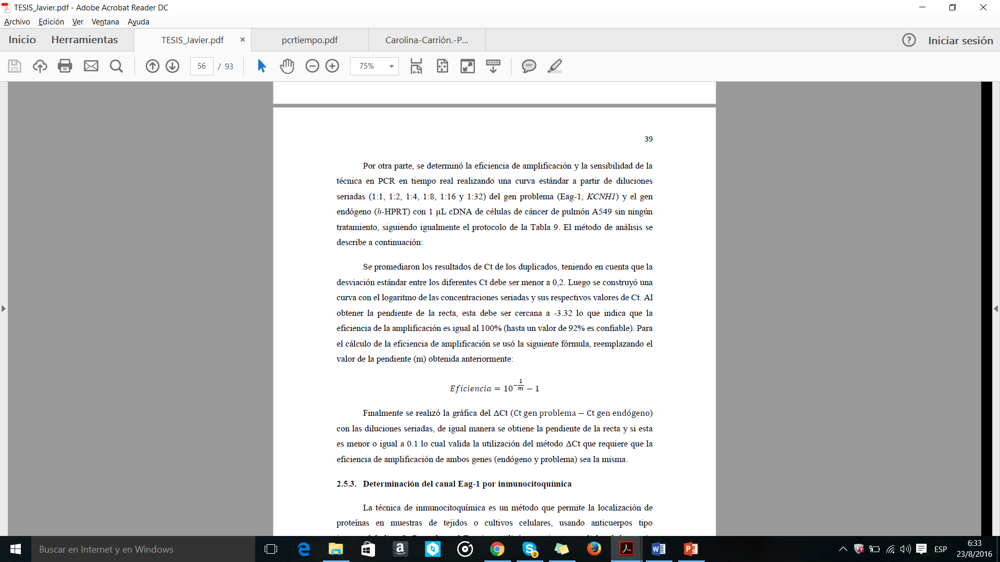 TESIS_Javier.pdf - Adobe Acrobat Reader DC
Archivo Edición Ver Ventana Ayuda
Inicio Herramientas TESIS_Javier.pdf × pcrtiempo.pdf Carolina-Carrión.-P... ? Iniciar sesión
56 / 93 75%
39
Por otra parte, se determinó la eficiencia de amplificación y la sensibilidad de la
técnica en PCR en tiempo real realizando una curva estándar a partir de diluciones
seriadas (1:1, 1:2, 1:4, 1:8, 1:16 y 1:32) del gen problema (Eag-1, KCNH1) y el gen
endógeno (h-HPRT) con 1 µL cDNA de células de cáncer de pulmón A549 sin ningún
tratamiento, siguiendo igualmente el protocolo de la Tabla 9. El método de análisis se
describe a continuación:
Se promediaron los resultados de Ct de los duplicados, teniendo en cuenta que la
desviación estándar entre los diferentes Ct debe ser menor a 0,2. Luego se construyó una
curva con el logaritmo de las concentraciones seriadas y sus respectivos valores de Ct. Al
obtener la pendiente de la recta, esta debe ser cercana a -3.32 lo que indica que la
eficiencia de la amplificación es igual al 100% (hasta un valor de 92% es confiable). Para
el cálculo de la eficiencia de amplificación se usó la siguiente fórmula, reemplazando el
valor de la pendiente (m) obtenida anteriormente:
Eficiencia = 10^(-1/m) − 1
Finalmente se realizó la gráfica del ΔCt (Ct gen problema − Ct gen endógeno)
con las diluciones seriadas, de igual manera se obtiene la pendiente de la recta y si esta
es menor o igual a 0.1 lo cual valida la utilización del método ΔCt que requiere que la
eficiencia de amplificación de ambos genes (endógeno y problema) sea la misma.
2.5.3. Determinación del canal Eag-1 por inmunocitoquímica
La técnica de inmunocitoquímica es un método que permite la localización de
proteínas en muestras de tejidos o cultivos celulares, usando anticuerpos tipo
Buscar en Internet y en Windows
2
ESP
6:33
23/8/2016